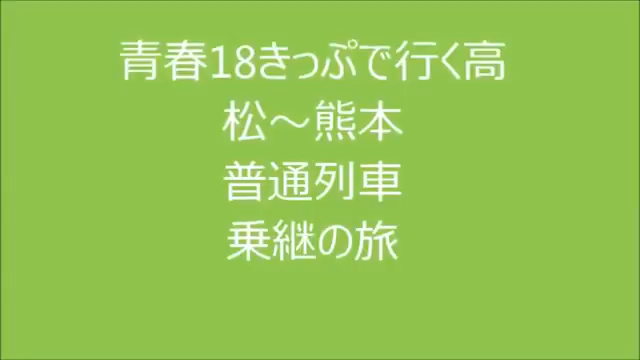 青春18きっぷで行く高
松～熊本
普通列車
乗継の旅